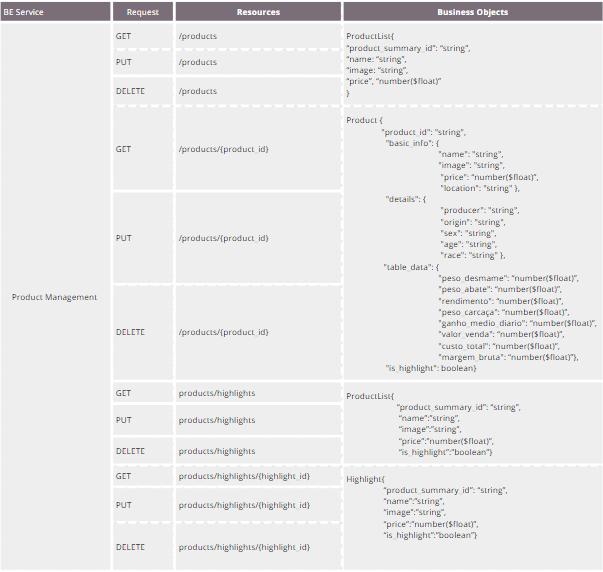 BE Service Request Resources Business Objects
Product Management
GET /products
PUT /products
DELETE /products
ProductList{
"product_summary_id": "string",
"name: "string",
"image: "string",
"price", "number($float)"
}
GET /products/{product_id}
PUT /products/{product_id}
DELETE /products/{product_id}
Product {
"product_id": "string",
"basic_info": {
"name": "string",
"image": "string",
"price": "number($float)",
"location": "string" },
"details": {
"producer": "string",
"origin": "string",
"sex": "string",
"age": "string",
"race": "string" },
"table_data": {
"peso_desmame": "number($float)",
"peso_abate": "number($float)",
"rendimento": "number($float)",
"peso_carcaça": "number($float)",
"ganho_medio_diario": "number($float)",
"valor_venda": "number($float)",
"custo_total": "number($float)",
"margem_bruta": "number($float)"},
"is_highlight": boolean}
GET products/highlights
PUT products/highlights
DELETE products/highlights
ProductList{
"product_summary_id": "string",
"name":"string",
"image":"string",
"price":"number($float)",
"is_highlight":"boolean"}
GET products/highlights/{highlight_id}
PUT products/highlights/{highlight_id}
DELETE products/highlights/{highlight_id}
Highlight{
"product_summary_id": "string",
"name":"string",
"image":"string",
"price":"number($float)",
"is_highlight":"boolean"}